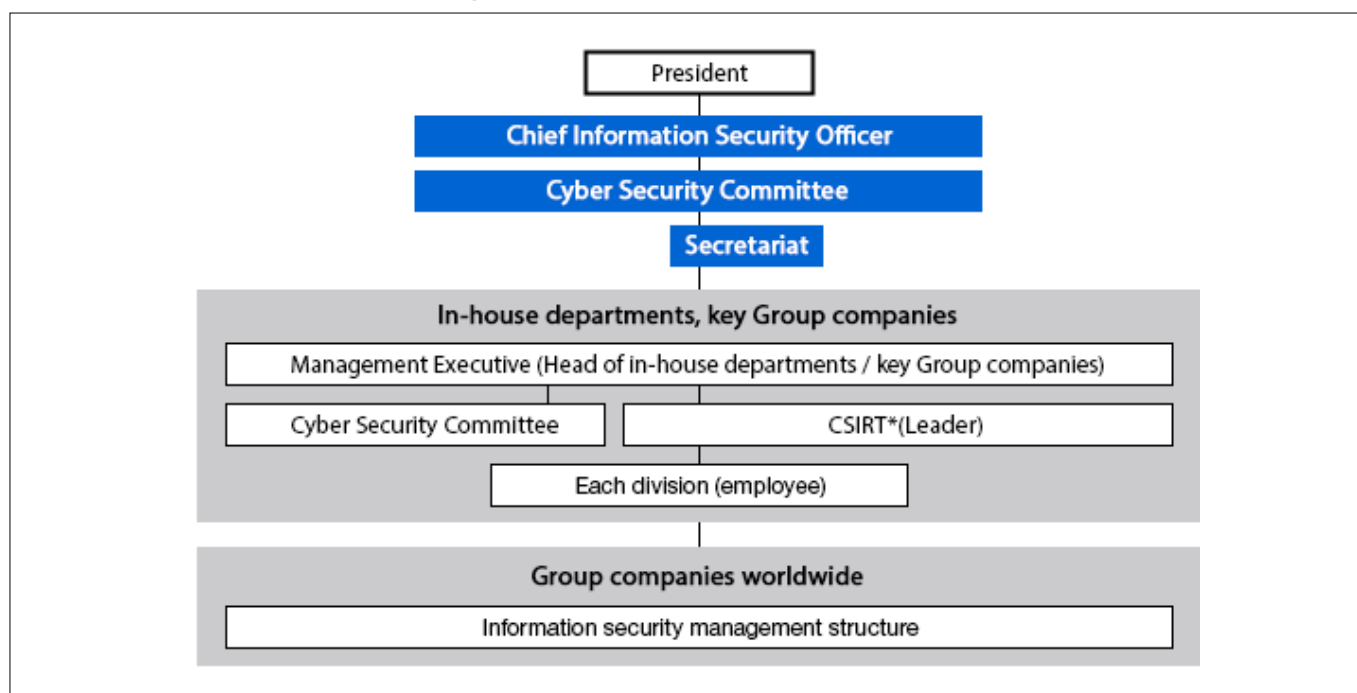 President
Chief Information Security Officer
Cyber Security Committee
Secretariat
In-house departments, key Group companies
Management Executive (Head of in-house departments / key Group companies)
Cyber Security Committee
CSIRT*(Leader)
Each division (employee)
Group companies worldwide
Information security management structure